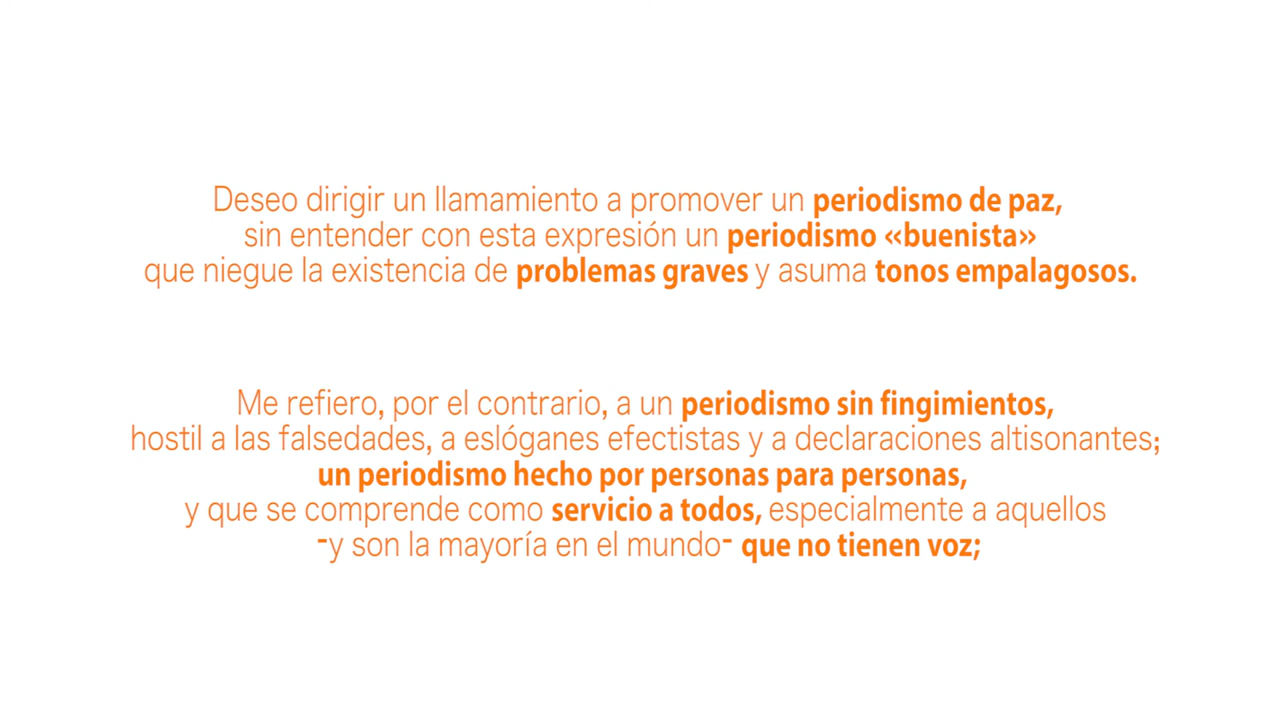 Deseo dirigir un llamamiento a promover un periodismo de paz,
sin entender con esta expresión un periodismo «buenista»
que niegue la existencia de problemas graves y asuma tonos empalagosos.
Me refiero, por el contrario, a un periodismo sin fingimientos,
hostil a las falsedades, a eslóganes efectistas y a declaraciones altisonantes;
un periodismo hecho por personas para personas,
y que se comprende como servicio a todos, especialmente a aquellos
-y son la mayoría en el mundo- que no tienen voz;